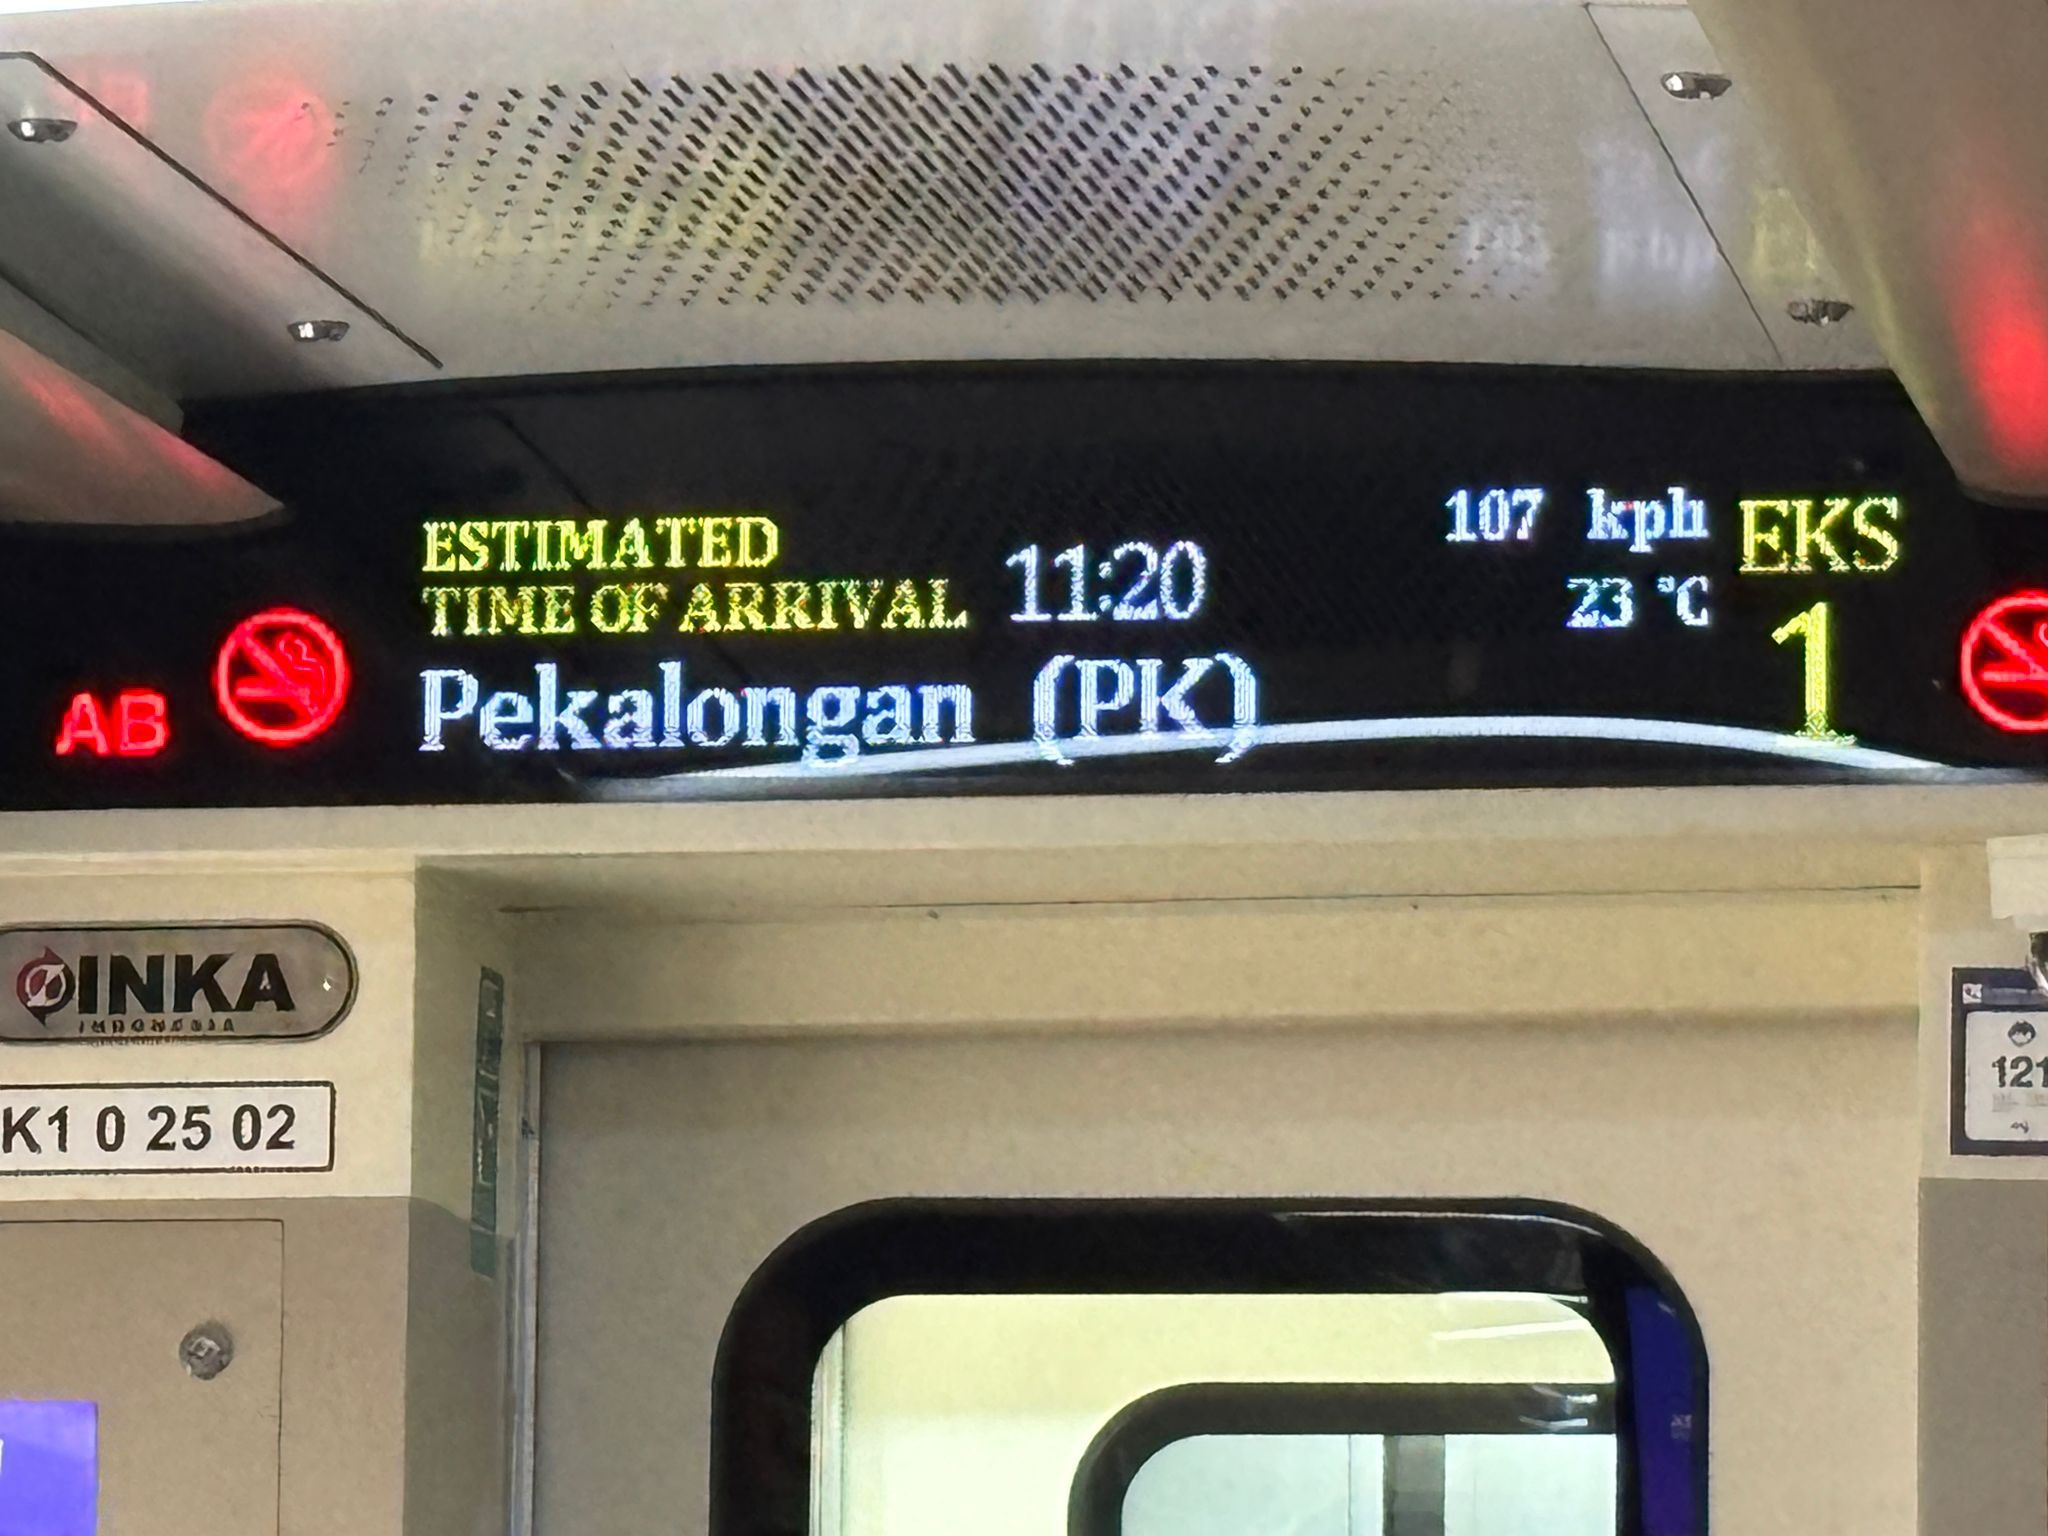 ESTIMATED
TIME OF ARRIVAL
11:20
Pekalongan (PK)
107 kph
23 °C
EKS
1
AB
INKA
INDONESIA
K1 0 25 02
121